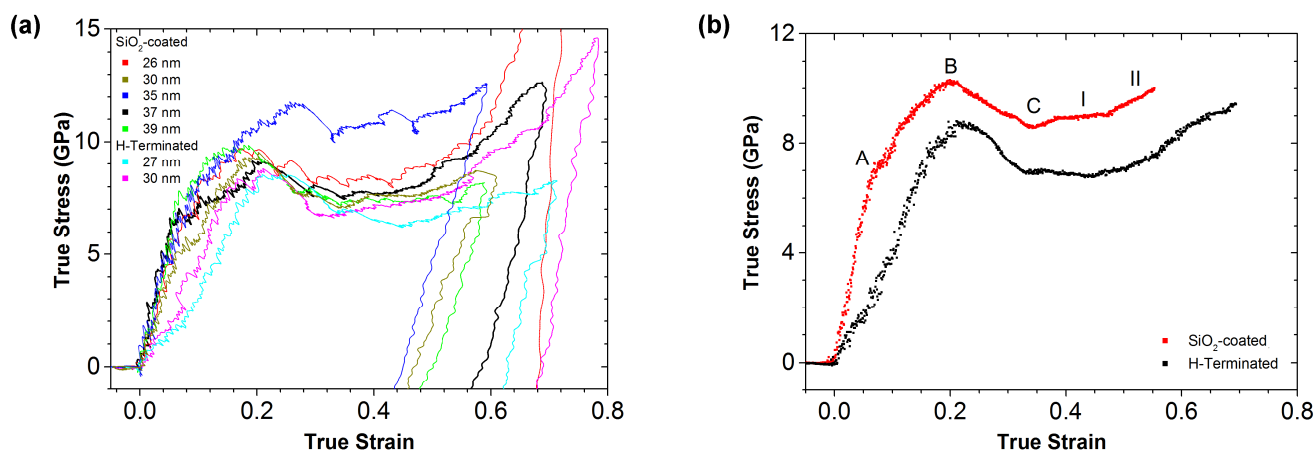 (a)
15
10
5
0
True Stress (GPa)
SiO2-coated
26 nm
30 nm
35 nm
37 nm
39 nm
H-Terminated
27 nm
30 nm
0.0 0.2 0.4 0.6 0.8
True Strain
(b)
12
8
4
0
True Stress (GPa)
A
B
C
I
II
SiO2-coated
H-Terminated
0.0 0.2 0.4 0.6 0.8
True Strain